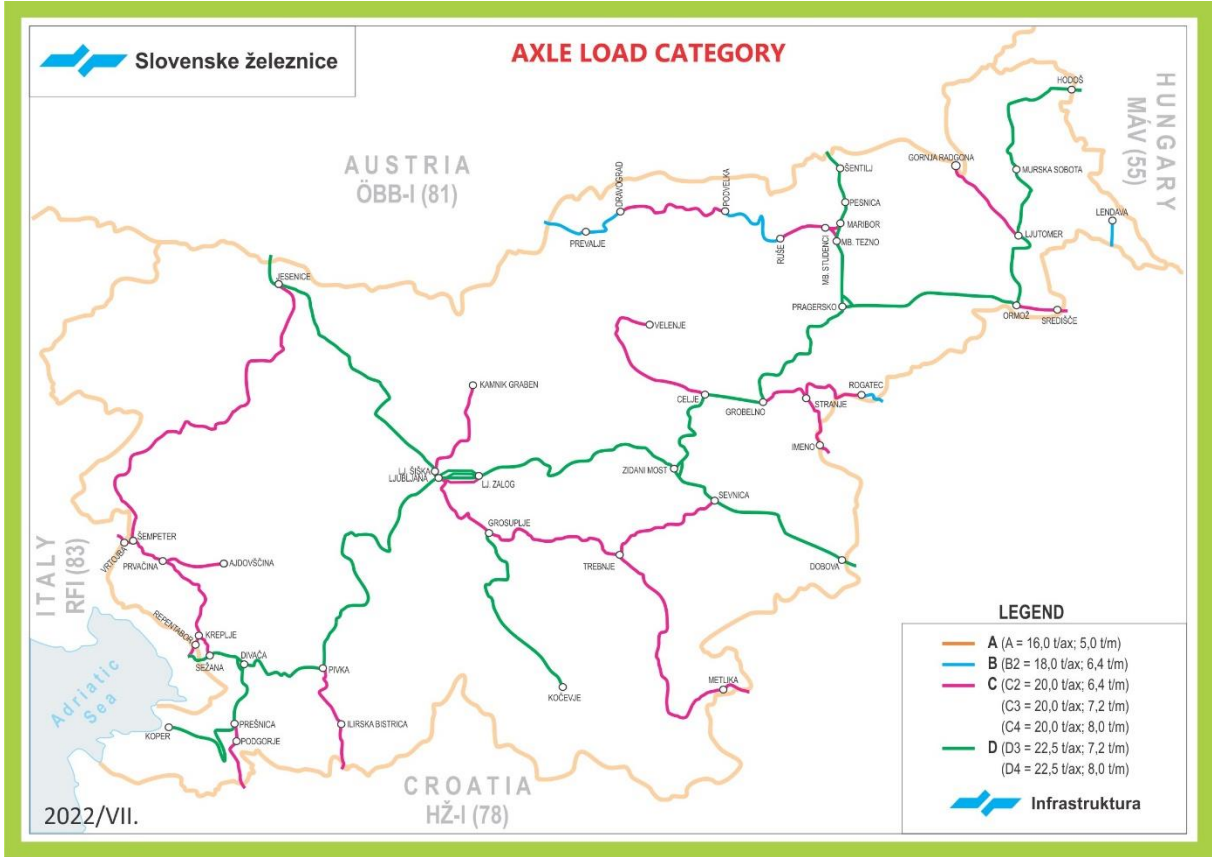 Slovenske železnice
AXLE LOAD CATEGORY
HUNGARY
MÁV (55)
AUSTRIA
ÖBB-I (81)
HODOŠ
GORNJA RADGONA
MURSKA SOBOTA
ŠENTILJ
DRAVOGRAD
PODVELKA
PESNICA
LENDAVA
MARIBOR
PREVALJE
RUŠE
MB. STUDENCI
MB. TEZNO
LJUTOMER
JESENICE
PRAGERSKO
ORMOŽ
SREDIŠČE
VELENJE
KAMNIK GRABEN
CELJE
GROBELNO
STRANJE
ROGATEC
IMENO
LJ. ŠIŠKA
LJUBLJANA
LJ. ZALOG
ZIDANI MOST
SEVNICA
GROSUPLJE
TREBNJE
DOBOVA
ITALY
RFI (83)
ŠEMPETER
VRTOJBA
PRVAČINA
AJDOVŠČINA
REPENTABOR
KREPLJE
SEŽANA
DIVAČA
PIVKA
KOČEVJE
METLIKA
Adriatic
Sea
KOPER
PREŠNICA
PODGORJE
ILIRSKA BISTRICA
CROATIA
HŽ-I (78)
LEGEND
A (A = 16,0 t/ax; 5,0 t/m)
B (B2 = 18,0 t/ax; 6,4 t/m)
C (C2 = 20,0 t/ax; 6,4 t/m)
(C3 = 20,0 t/ax; 7,2 t/m)
(C4 = 20,0 t/ax; 8,0 t/m)
D (D3 = 22,5 t/ax; 7,2 t/m)
(D4 = 22,5 t/ax; 8,0 t/m)
Infrastruktura
2022/VII.